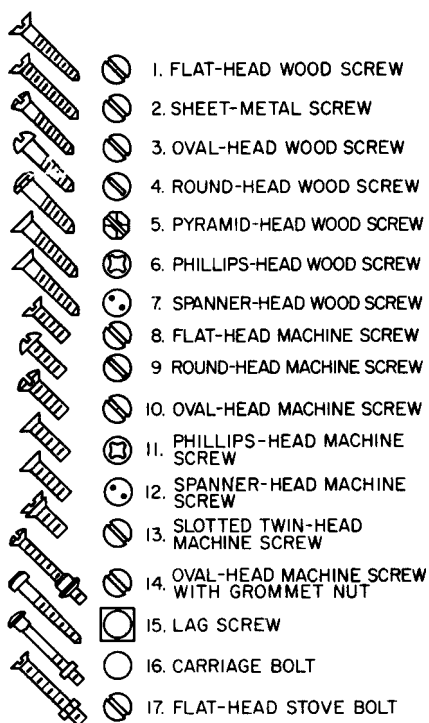 1. FLAT-HEAD WOOD SCREW
2. SHEET-METAL SCREW
3. OVAL-HEAD WOOD SCREW
4. ROUND-HEAD WOOD SCREW
5. PYRAMID-HEAD WOOD SCREW
6. PHILLIPS-HEAD WOOD SCREW
7. SPANNER-HEAD WOOD SCREW
8. FLAT-HEAD MACHINE SCREW
9 ROUND-HEAD MACHINE SCREW
10. OVAL-HEAD MACHINE SCREW
11. PHILLIPS-HEAD MACHINE
SCREW
12. SPANNER-HEAD MACHINE
SCREW
13. SLOTTED TWIN-HEAD
MACHINE SCREW
14. OVAL-HEAD MACHINE SCREW
WITH GROMMET NUT
15. LAG SCREW
16. CARRIAGE BOLT
17. FLAT-HEAD STOVE BOLT